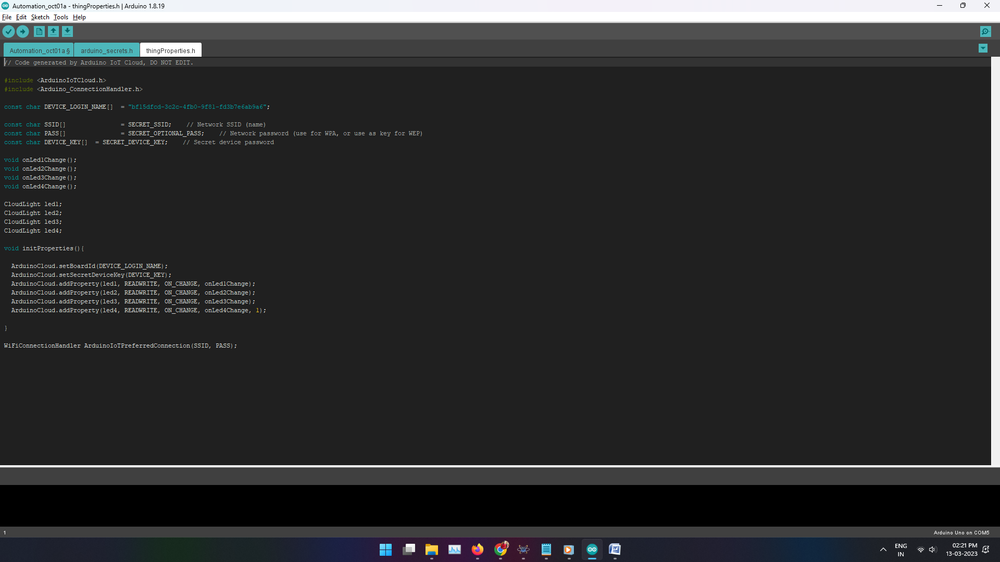 Automation_oct01a - thingProperties.h | Arduino 1.8.19
File Edit Sketch Tools Help
Automation_oct01a § arduino_secrets.h thingProperties.h
// Code generated by Arduino IoT Cloud, DO NOT EDIT.
#include <ArduinoIoTCloud.h>
#include <Arduino_ConnectionHandler.h>
const char DEVICE_LOGIN_NAME[]  = "bf15dfcd-3c2c-4fb0-9f81-fd3b7e6ab9a6";
const char SSID[]               = SECRET_SSID;    // Network SSID (name)
const char PASS[]               = SECRET_OPTIONAL_PASS;    // Network password (use for WPA, or use as key for WEP)
const char DEVICE_KEY[]  = SECRET_DEVICE_KEY;    // Secret device password
void onLed1Change();
void onLed2Change();
void onLed3Change();
void onLed4Change();
CloudLight led1;
CloudLight led2;
CloudLight led3;
CloudLight led4;
void initProperties(){
  ArduinoCloud.setBoardId(DEVICE_LOGIN_NAME);
  ArduinoCloud.setSecretDeviceKey(DEVICE_KEY);
  ArduinoCloud.addProperty(led1, READWRITE, ON_CHANGE, onLed1Change);
  ArduinoCloud.addProperty(led2, READWRITE, ON_CHANGE, onLed2Change);
  ArduinoCloud.addProperty(led3, READWRITE, ON_CHANGE, onLed3Change);
  ArduinoCloud.addProperty(led4, READWRITE, ON_CHANGE, onLed4Change, 1);
}
WiFiConnectionHandler ArduinoIoTPreferredConnection(SSID, PASS);
1
Arduino Uno on COM5
ENG
IN
02:21 PM
13-03-2023